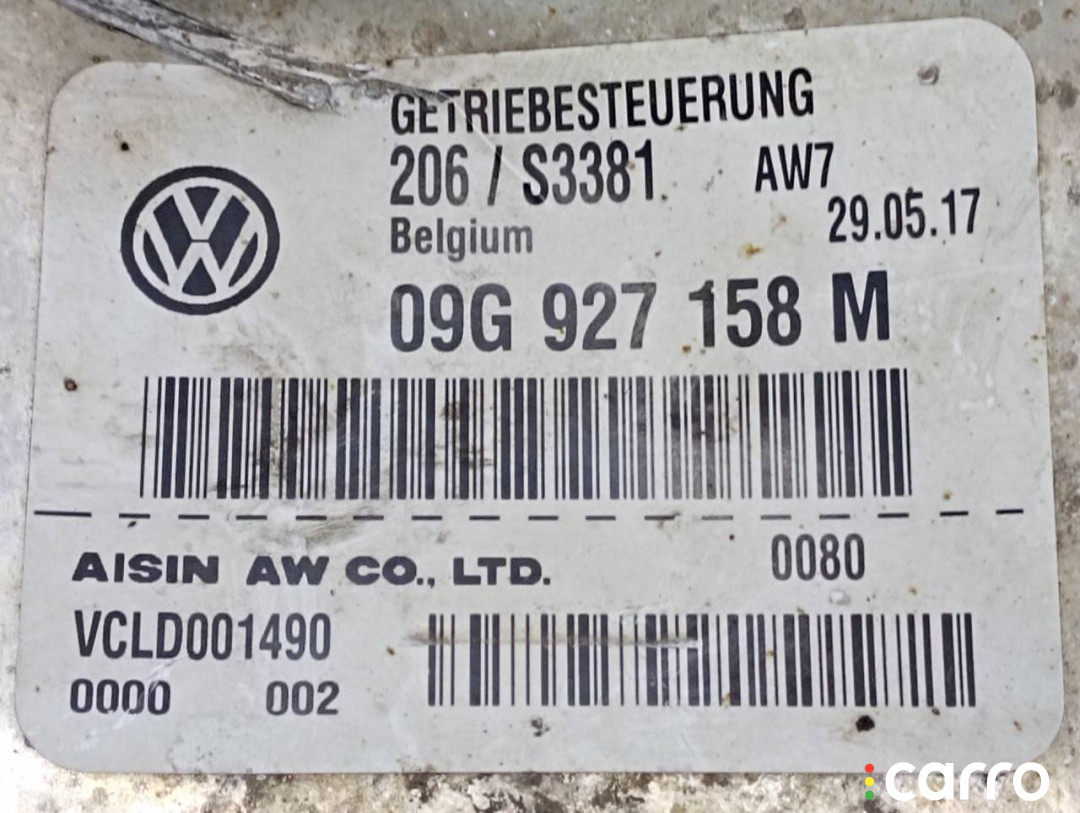 GETRIEBESTEUERUNG
206 / S3381 AW7
Belgium 29.05.17
09G 927 158 M
AISIN AW CO., LTD. 0080
VCLD001490
0000 002
carro